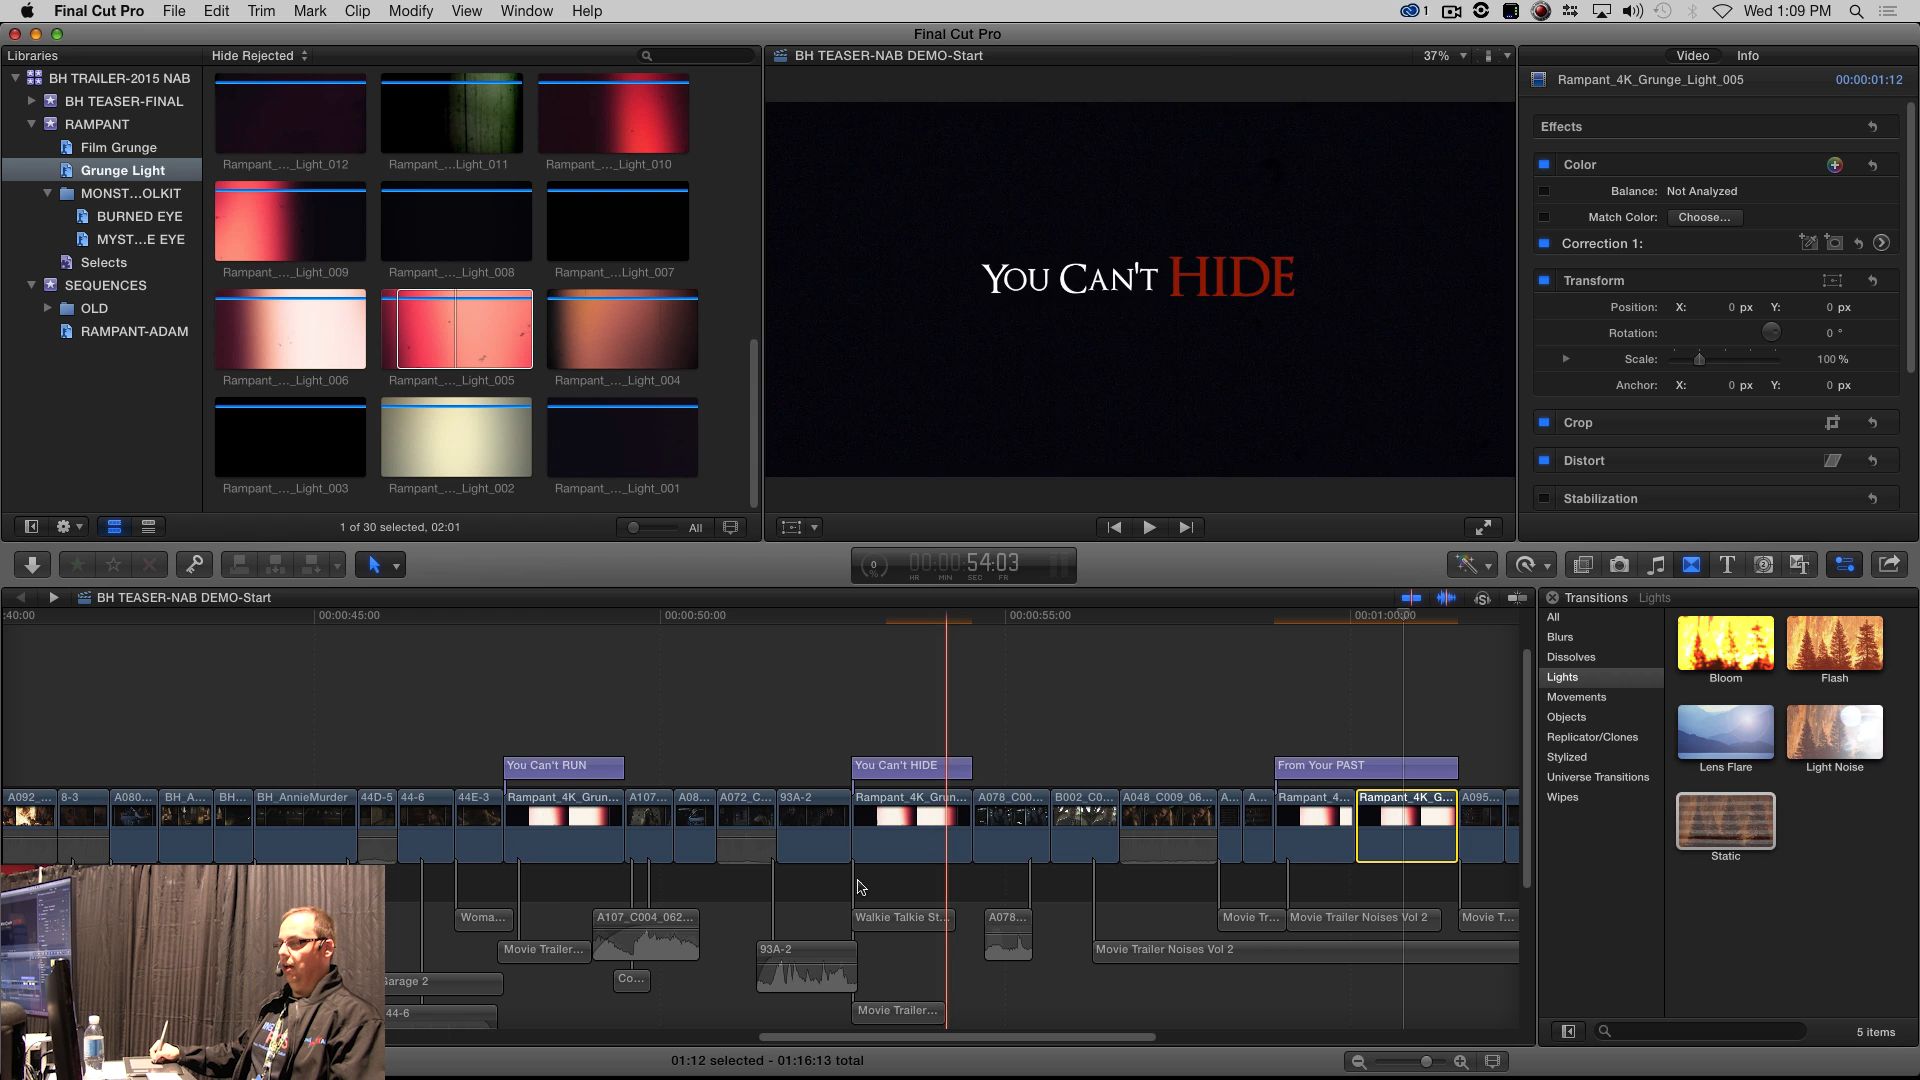 Final Cut Pro File Edit Trim Mark Clip Modify View Window Help
1 Wed 1:09 PM
Final Cut Pro
Libraries Hide Rejected
BH TEASER-NAB DEMO-Start 37%
Video Info
BH TRAILER-2015 NAB
BH TEASER-FINAL
RAMPANT
Film Grunge
Grunge Light
MONST...OLKIT
BURNED EYE
MYST...E EYE
Selects
SEQUENCES
OLD
RAMPANT-ADAM
Rampant_..._Light_012 Rampant_...Light_011 Rampant_..._Light_010
Rampant_..._Light_009 Rampant_..._Light_008 Rampant_...Light_007
Rampant_..._Light_006 Rampant_..._Light_005 Rampant_..._Light_004
Rampant_..._Light_003 Rampant_..._Light_002 Rampant_..._Light_001
1 of 30 selected, 02:01 All
You Can't HIDE
Rampant_4K_Grunge_Light_005 00:00:01:12
Effects
Color
Balance: Not Analyzed
Match Color: Choose...
Correction 1:
Transform
Position: X: 0 px Y: 0 px
Rotation: 0 °
Scale: 100 %
Anchor: X: 0 px Y: 0 px
Crop
Distort
Stabilization
0 % 00:00:54:03
HR MIN SEC FR
BH TEASER-NAB DEMO-Start
:40:00 00:00:45:00 00:00:50:00 00:00:55:00 00:01:00:00
You Can't RUN You Can't HIDE From Your PAST
A092_... 8-3 A080... BH_A... BH... BH_AnnieMurder 44D-5 44-6 44E-3 Rampant_4K_Grun... A107... A08... A072_C... 93A-2 Rampant_4K_Grun... A078_C00... B002_C0... A048_C009_06... A... A... Rampant_4... Rampant_4K_G... A095...
Woma... A107_C004_062... Walkie Talkie St... A078... Movie Tr... Movie Trailer Noises Vol 2 Movie T...
Movie Trailer... 93A-2 Movie Trailer Noises Vol 2
Garage 2 Co...
44-6 Movie Trailer...
01:12 selected - 01:16:13 total
Transitions Lights
All
Blurs
Dissolves
Lights
Movements
Objects
Replicator/Clones
Stylized
Universe Transitions
Wipes
Bloom Flash
Lens Flare Light Noise
Static
5 items